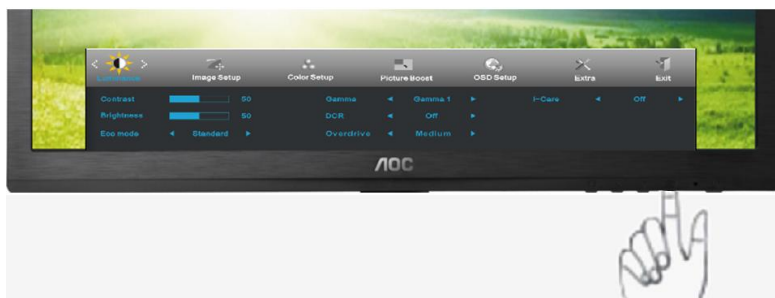 Luminance Image Setup Color Setup Picture Boost OSD Setup Extra Exit
Contrast 50 Gamma Gamma 1 i-Care Off
Brightness 50 DCR Off
Eco mode Standard Overdrive Medium
AOC